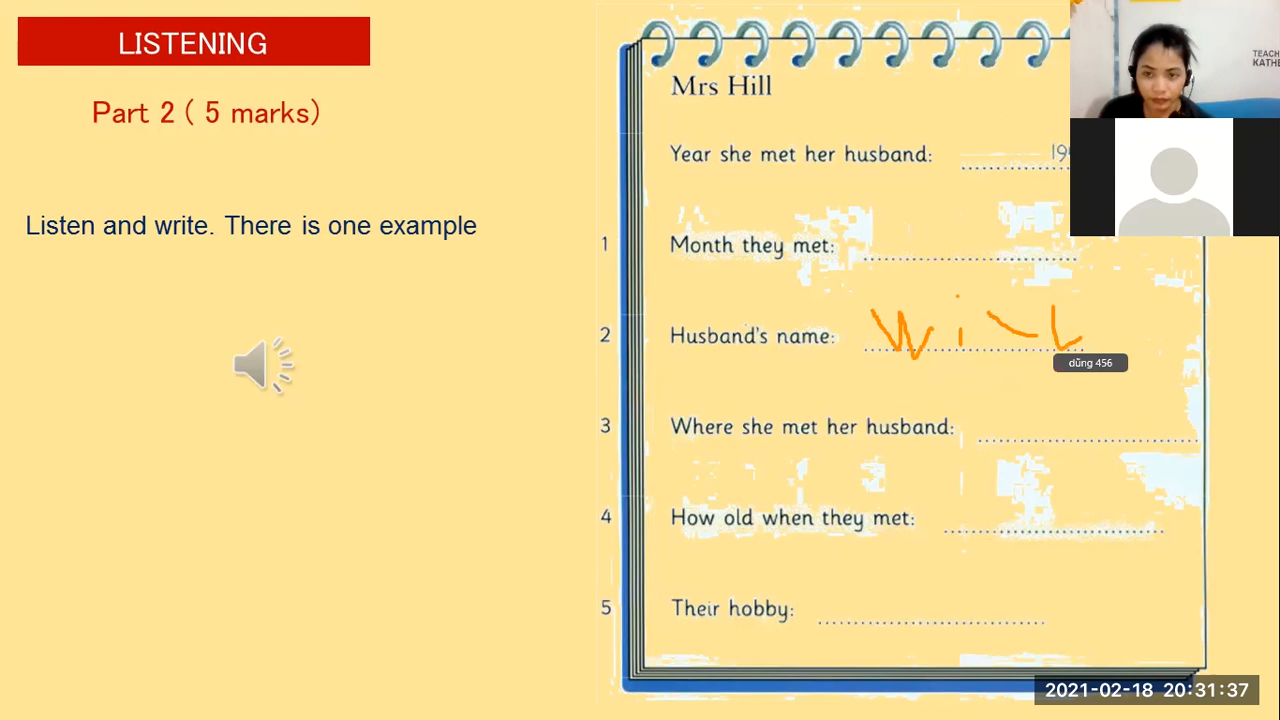 LISTENING
Part 2 ( 5 marks)
Listen and write. There is one example
Mrs Hill
Year she met her husband:
1 Month they met:
2 Husband's name:
dũng 456
3 Where she met her husband:
4 How old when they met:
5 Their hobby:
2021-02-18 20:31:37